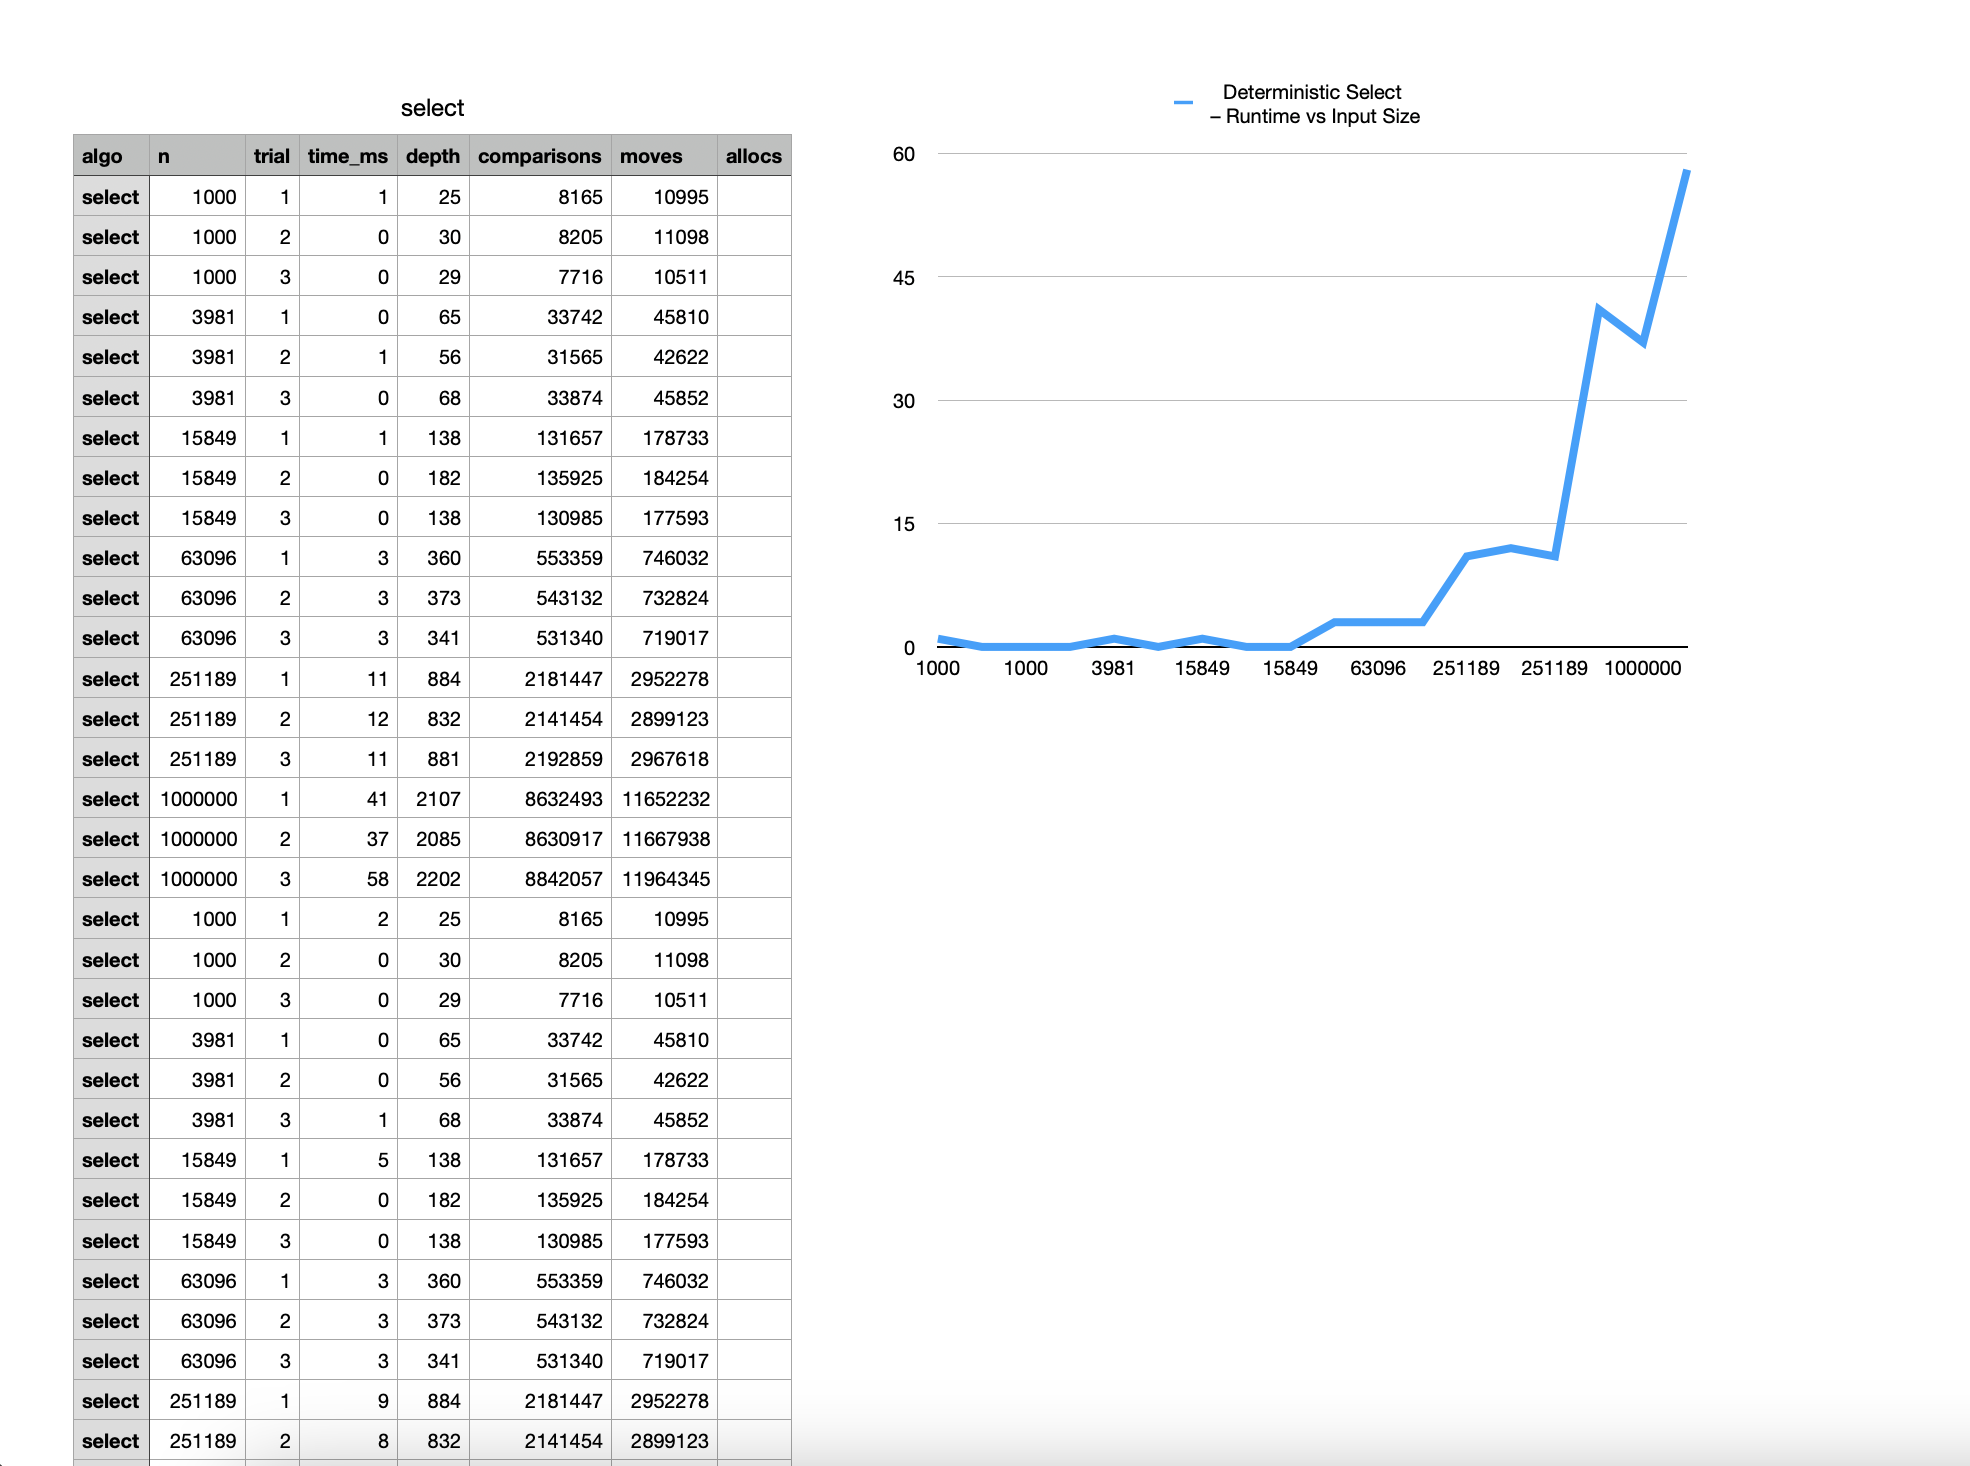 select
algo n trial time_ms depth comparisons moves allocs
select 1000 1 1 25 8165 10995
select 1000 2 0 30 8205 11098
select 1000 3 0 29 7716 10511
select 3981 1 0 65 33742 45810
select 3981 2 1 56 31565 42622
select 3981 3 0 68 33874 45852
select 15849 1 1 138 131657 178733
select 15849 2 0 182 135925 184254
select 15849 3 0 138 130985 177593
select 63096 1 3 360 553359 746032
select 63096 2 3 373 543132 732824
select 63096 3 3 341 531340 719017
select 251189 1 11 884 2181447 2952278
select 251189 2 12 832 2141454 2899123
select 251189 3 11 881 2192859 2967618
select 1000000 1 41 2107 8632493 11652232
select 1000000 2 37 2085 8630917 11667938
select 1000000 3 58 2202 8842057 11964345
select 1000 1 2 25 8165 10995
select 1000 2 0 30 8205 11098
select 1000 3 0 29 7716 10511
select 3981 1 0 65 33742 45810
select 3981 2 0 56 31565 42622
select 3981 3 1 68 33874 45852
select 15849 1 5 138 131657 178733
select 15849 2 0 182 135925 184254
select 15849 3 0 138 130985 177593
select 63096 1 3 360 553359 746032
select 63096 2 3 373 543132 732824
select 63096 3 3 341 531340 719017
select 251189 1 9 884 2181447 2952278
select 251189 2 8 832 2141454 2899123
Deterministic Select
– Runtime vs Input Size
60
45
30
15
0
1000 1000 3981 15849 15849 63096 251189 251189 1000000